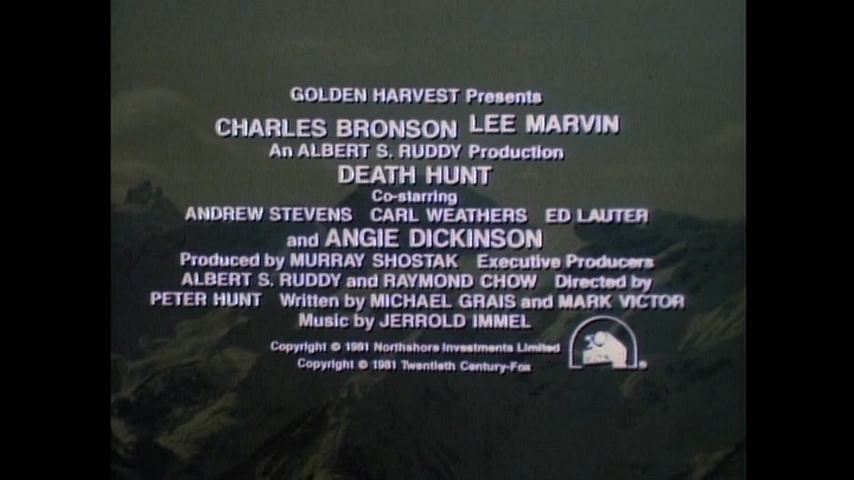 GOLDEN HARVEST Presents
CHARLES BRONSON LEE MARVIN
An ALBERT S. RUDDY Production
DEATH HUNT
Co-starring
ANDREW STEVENS CARL WEATHERS ED LAUTER
and ANGIE DICKINSON
Produced by MURRAY SHOSTAK Executive Producers
ALBERT S. RUDDY and RAYMOND CHOW Directed by
PETER HUNT Written by MICHAEL GRAIS and MARK VICTOR
Music by JERROLD IMMEL
Copyright © 1981 Northshore Investments Limited
Copyright © 1981 Twentieth Century-Fox